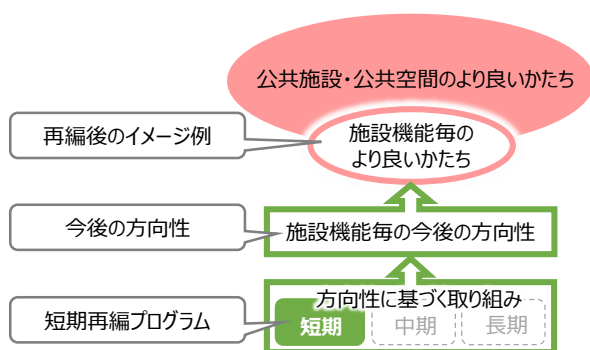 公共施設・公共空間のより良いかたち
再編後のイメージ例
施設機能毎の
より良いかたち
今後の方向性
施設機能毎の今後の方向性
短期再編プログラム
方向性に基づく取り組み
短期
中期
長期